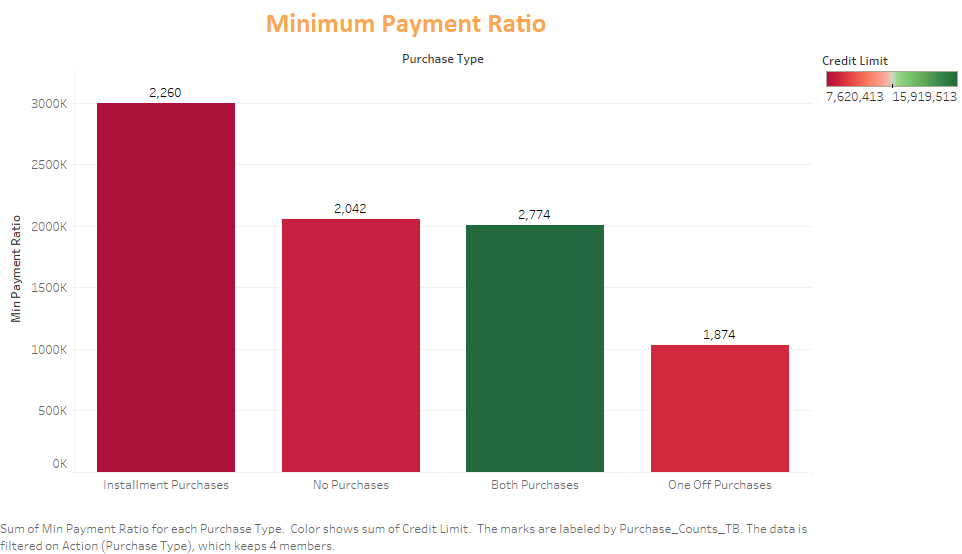 Minimum Payment Ratio
Purchase Type
Credit Limit
7,620,413 15,919,513
Min Payment Ratio
3000K
2500K
2000K
1500K
1000K
500K
0K
2,260
2,042
2,774
1,874
Installment Purchases
No Purchases
Both Purchases
One Off Purchases
Sum of Min Payment Ratio for each Purchase Type.  Color shows sum of Credit Limit.  The marks are labeled by Purchase_Counts_TB. The data is
filtered on Action (Purchase Type), which keeps 4 members.